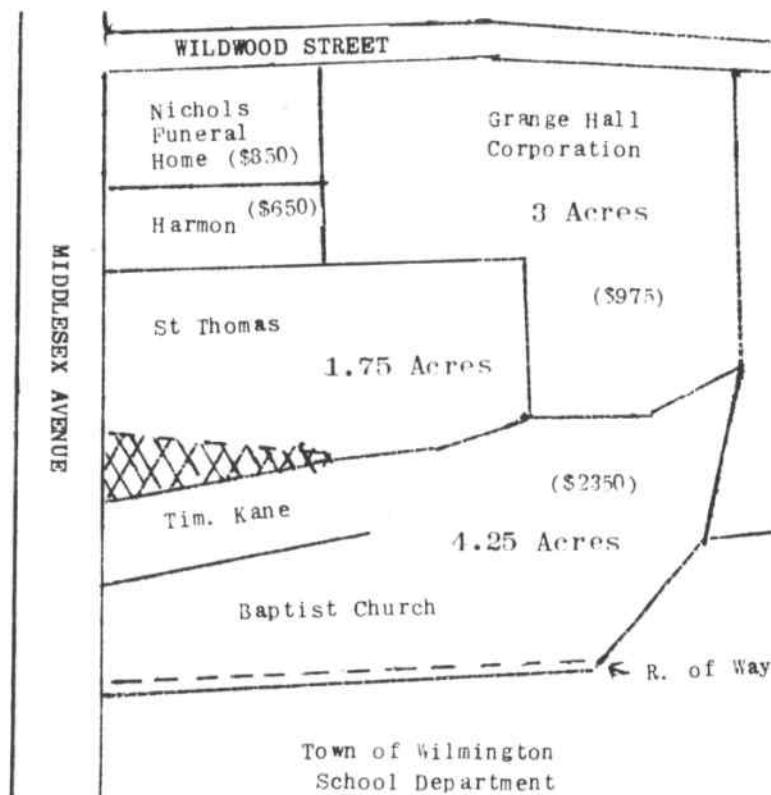 WILDWOOD STREET
Nichols
Funeral
Home ($850)
Grange Hall
Corporation
3 Acres
($975)
Harmon ($650)
MIDDLESEX AVENUE
St Thomas
1.75 Acres
Tim. Kane
($2350)
4.25 Acres
Baptist Church
R. of Way
Town of Wilmington
School Department